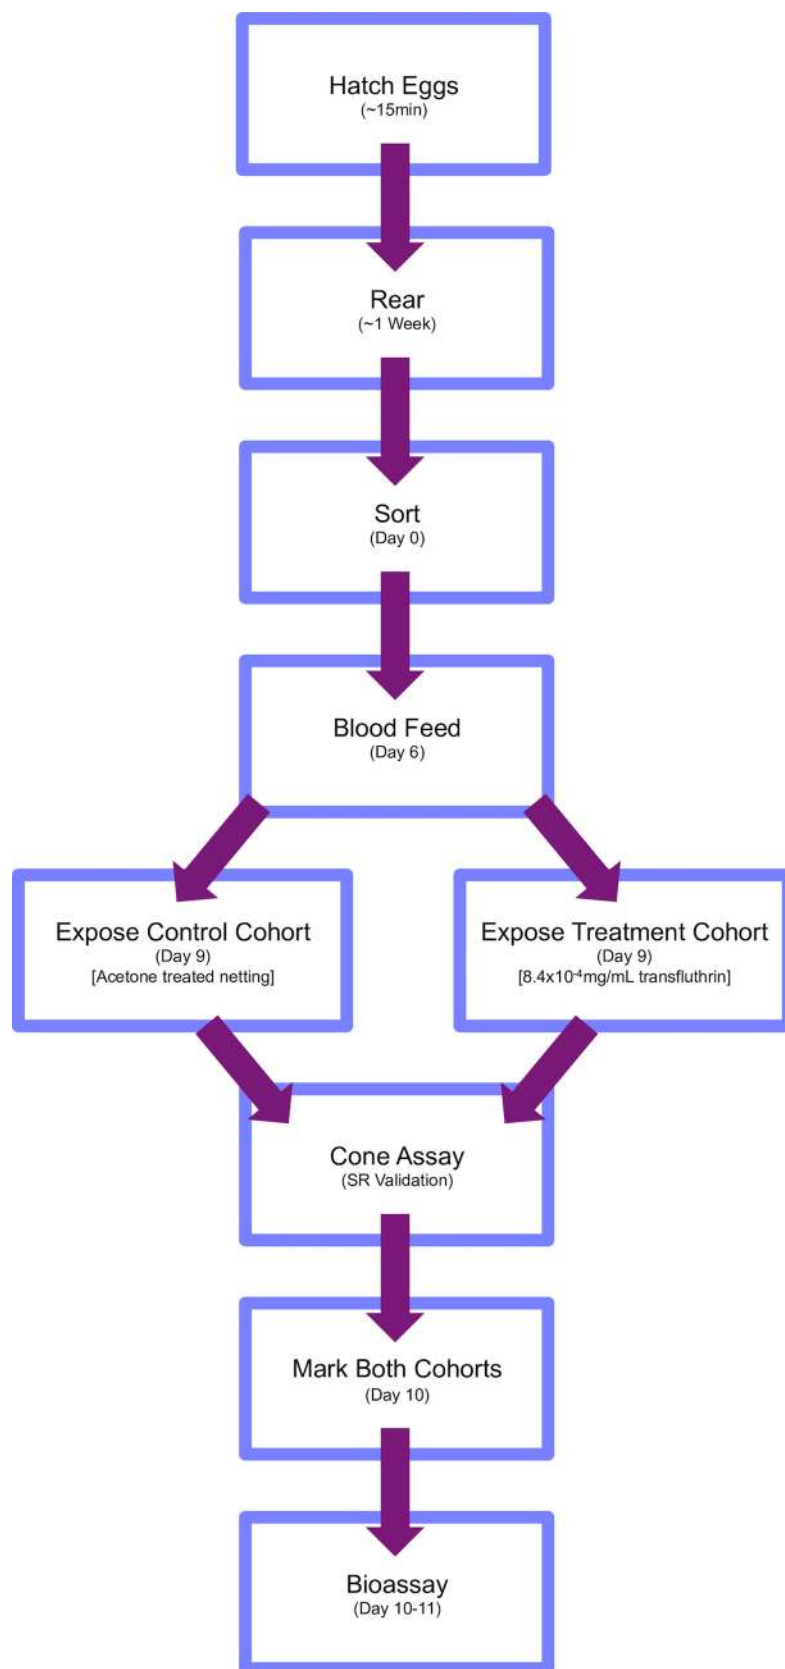 Hatch Eggs
(~15min)
Rear
(~1 Week)
Sort
(Day 0)
Blood Feed
(Day 6)
Expose Control Cohort
(Day 9)
[Acetone treated netting]
Expose Treatment Cohort
(Day 9)
[8.4x10⁻⁴mg/mL transfluthrin]
Cone Assay
(SR Validation)
Mark Both Cohorts
(Day 10)
Bioassay
(Day 10-11)